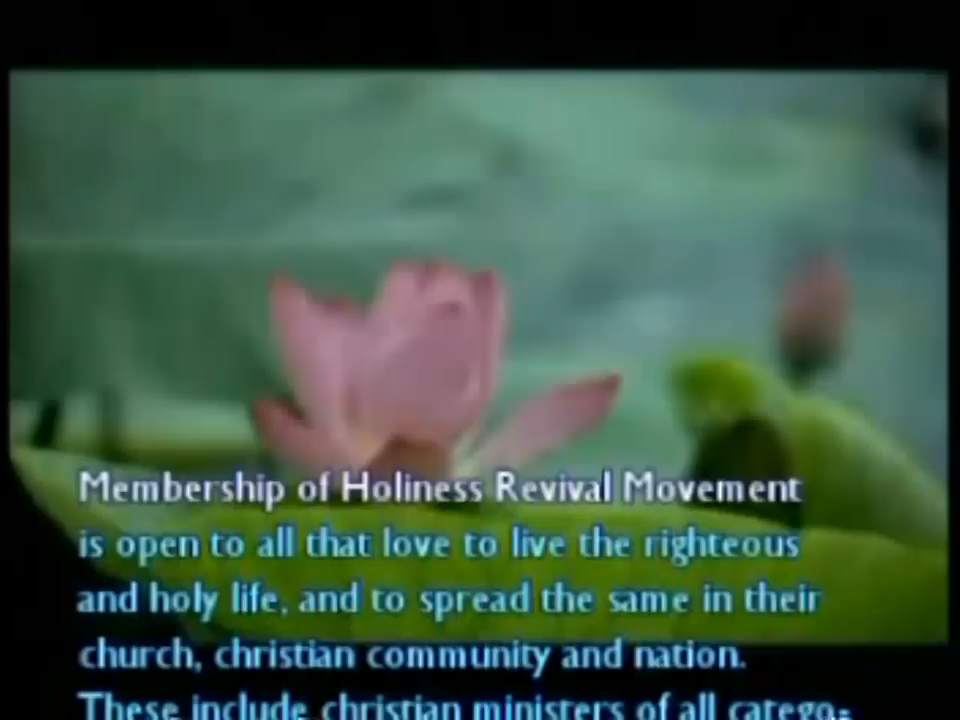 Membership of Holiness Revival Movement
is open to all that love to live the righteous
and holy life, and to spread the same in their
church, christian community and nation.
These include christian ministers of all catego-